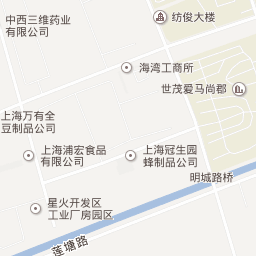 中西三维药业
有限公司
纺俊大楼
海湾工商所
世茂爱马尚郡
上海万有全
豆制品公司
上海浦宏食品
有限公司
上海冠生园
蜂制品公司
明城路桥
星火开发区
工业厂房园区
莲塘路